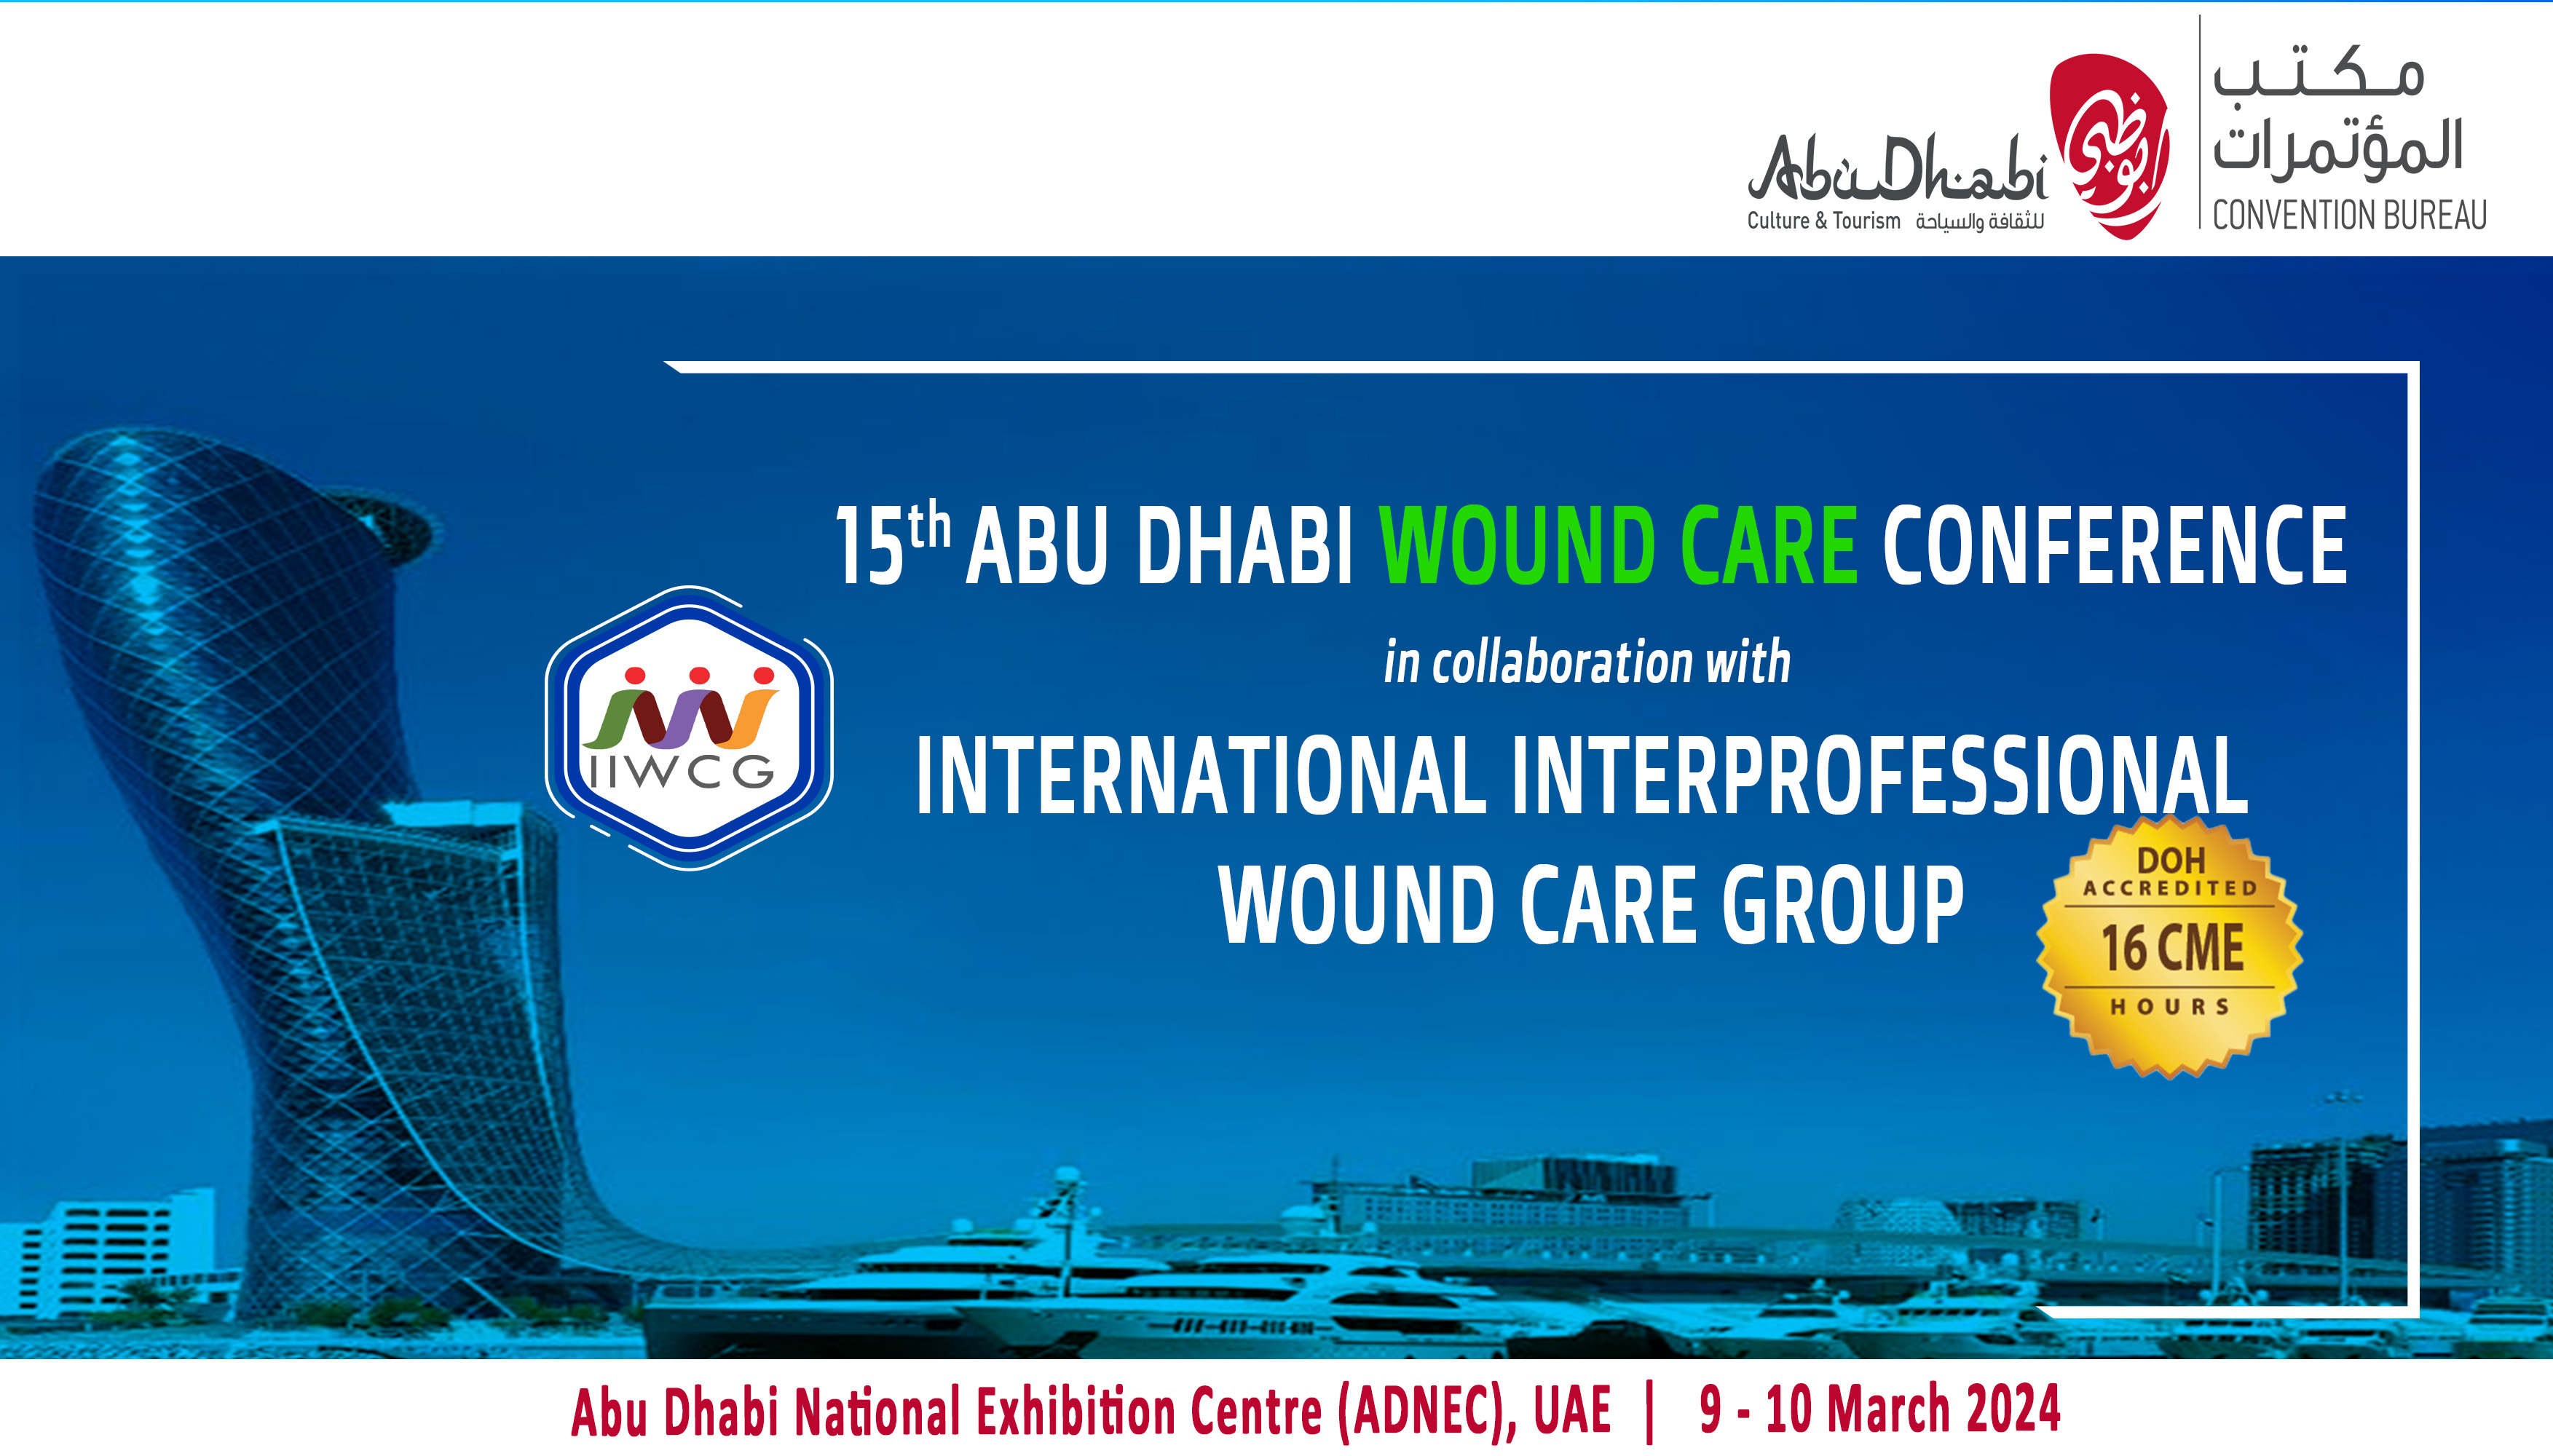 مكتب
المؤتمرات
CONVENTION BUREAU
Abu Dhabi
أبوظبي
Culture & Tourism للثقافة والسياحة
15th ABU DHABI WOUND CARE CONFERENCE
in collaboration with
INTERNATIONAL INTERPROFESSIONAL
WOUND CARE GROUP
IIWCG
DOH
ACCREDITED
16 CME
HOURS
Abu Dhabi National Exhibition Centre (ADNEC), UAE | 9 - 10 March 2024